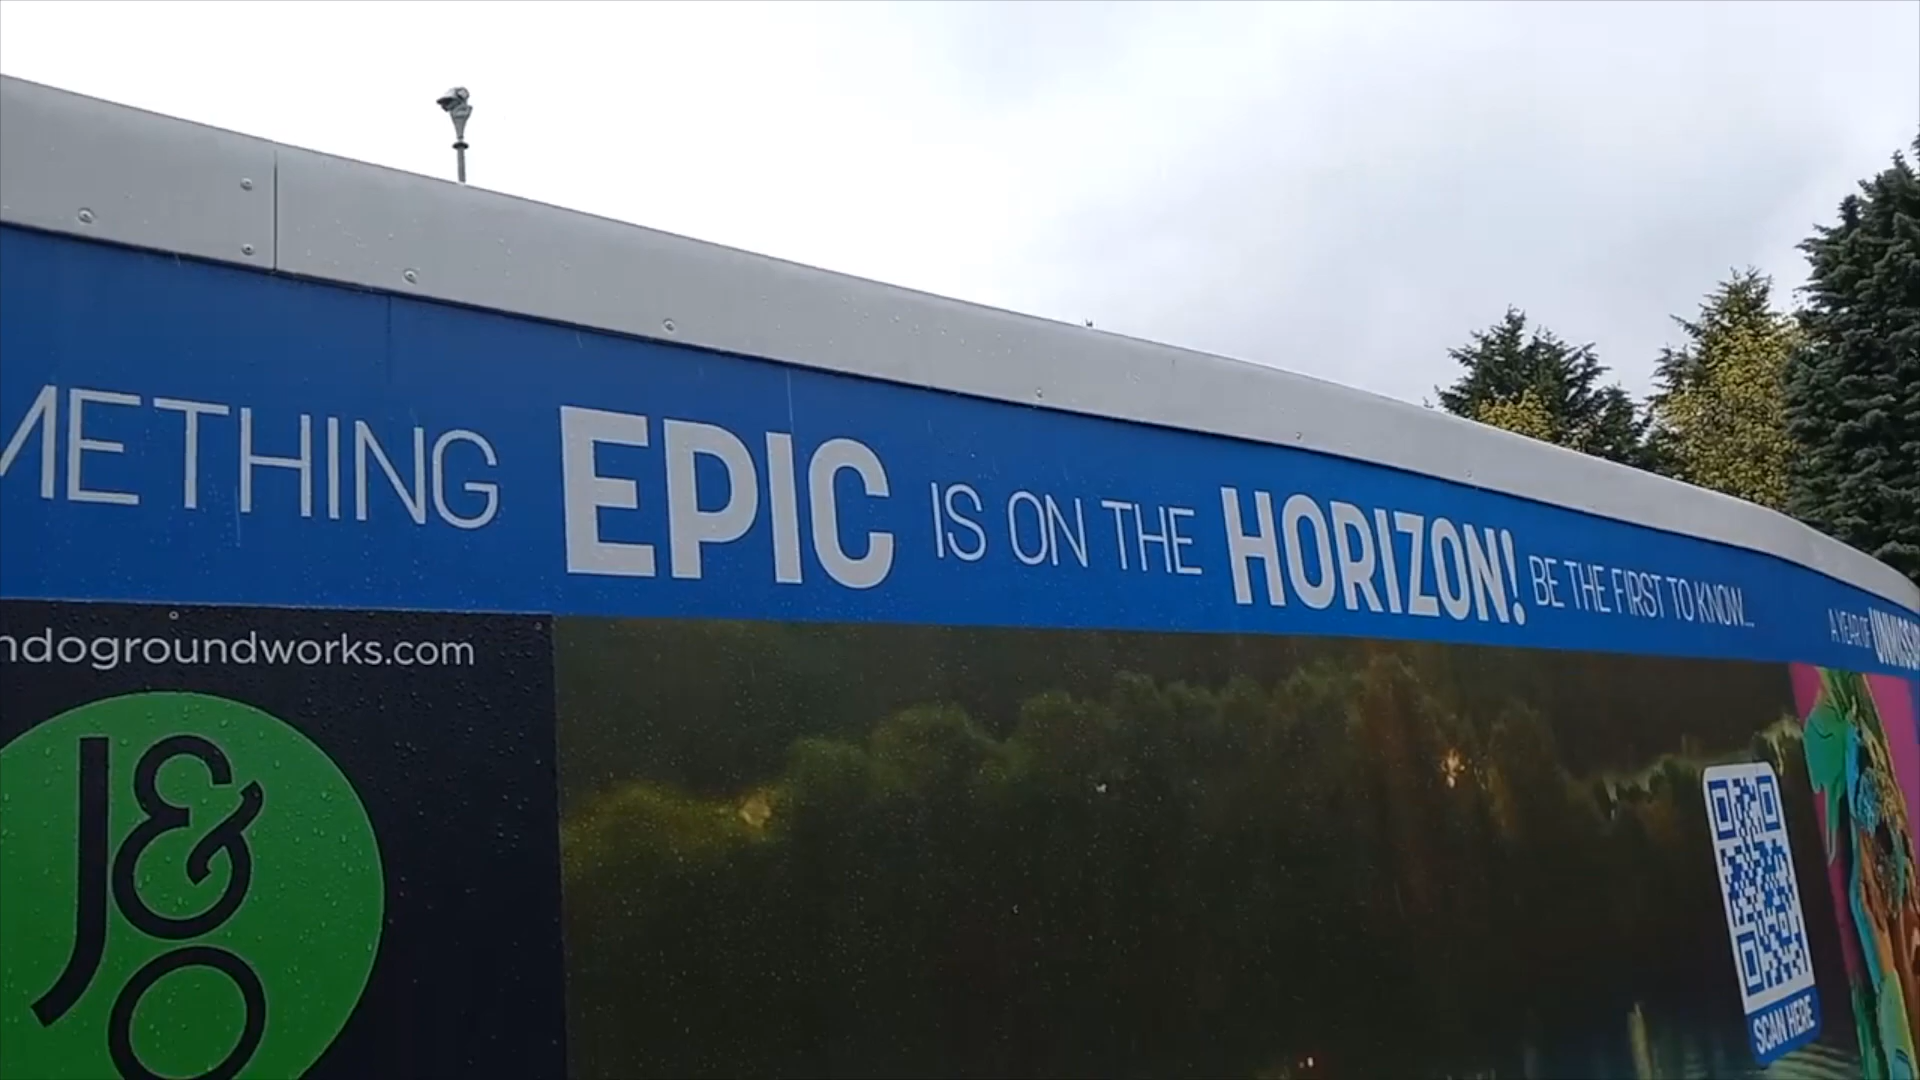 METHING EPIC IS ON THE HORIZON! BE THE FIRST TO KNOW...
A YEAR OF
ndogroundworks.com
J&O
SCAN HERE